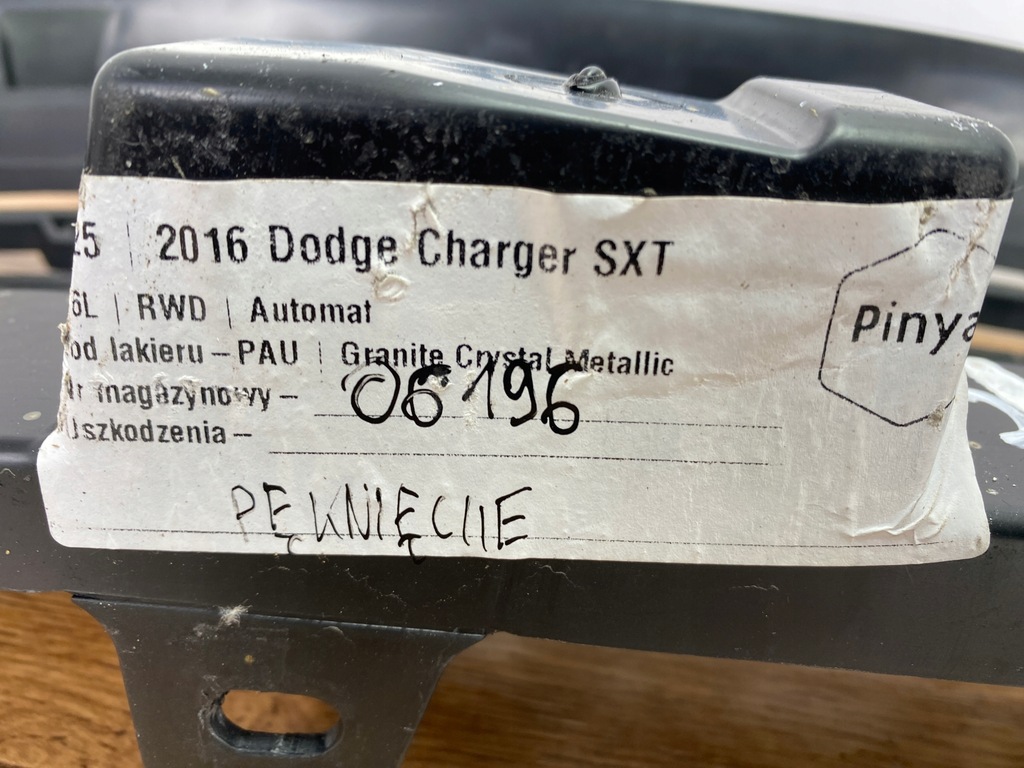 25 | 2016 Dodge Charger SXT
6L | RWD | Automat
od lakieru – PAU | Granite Crystal Metallic
Nr magazynowy – 06196
Uszkodzenia –
PĘKNIĘCIE
Pinya